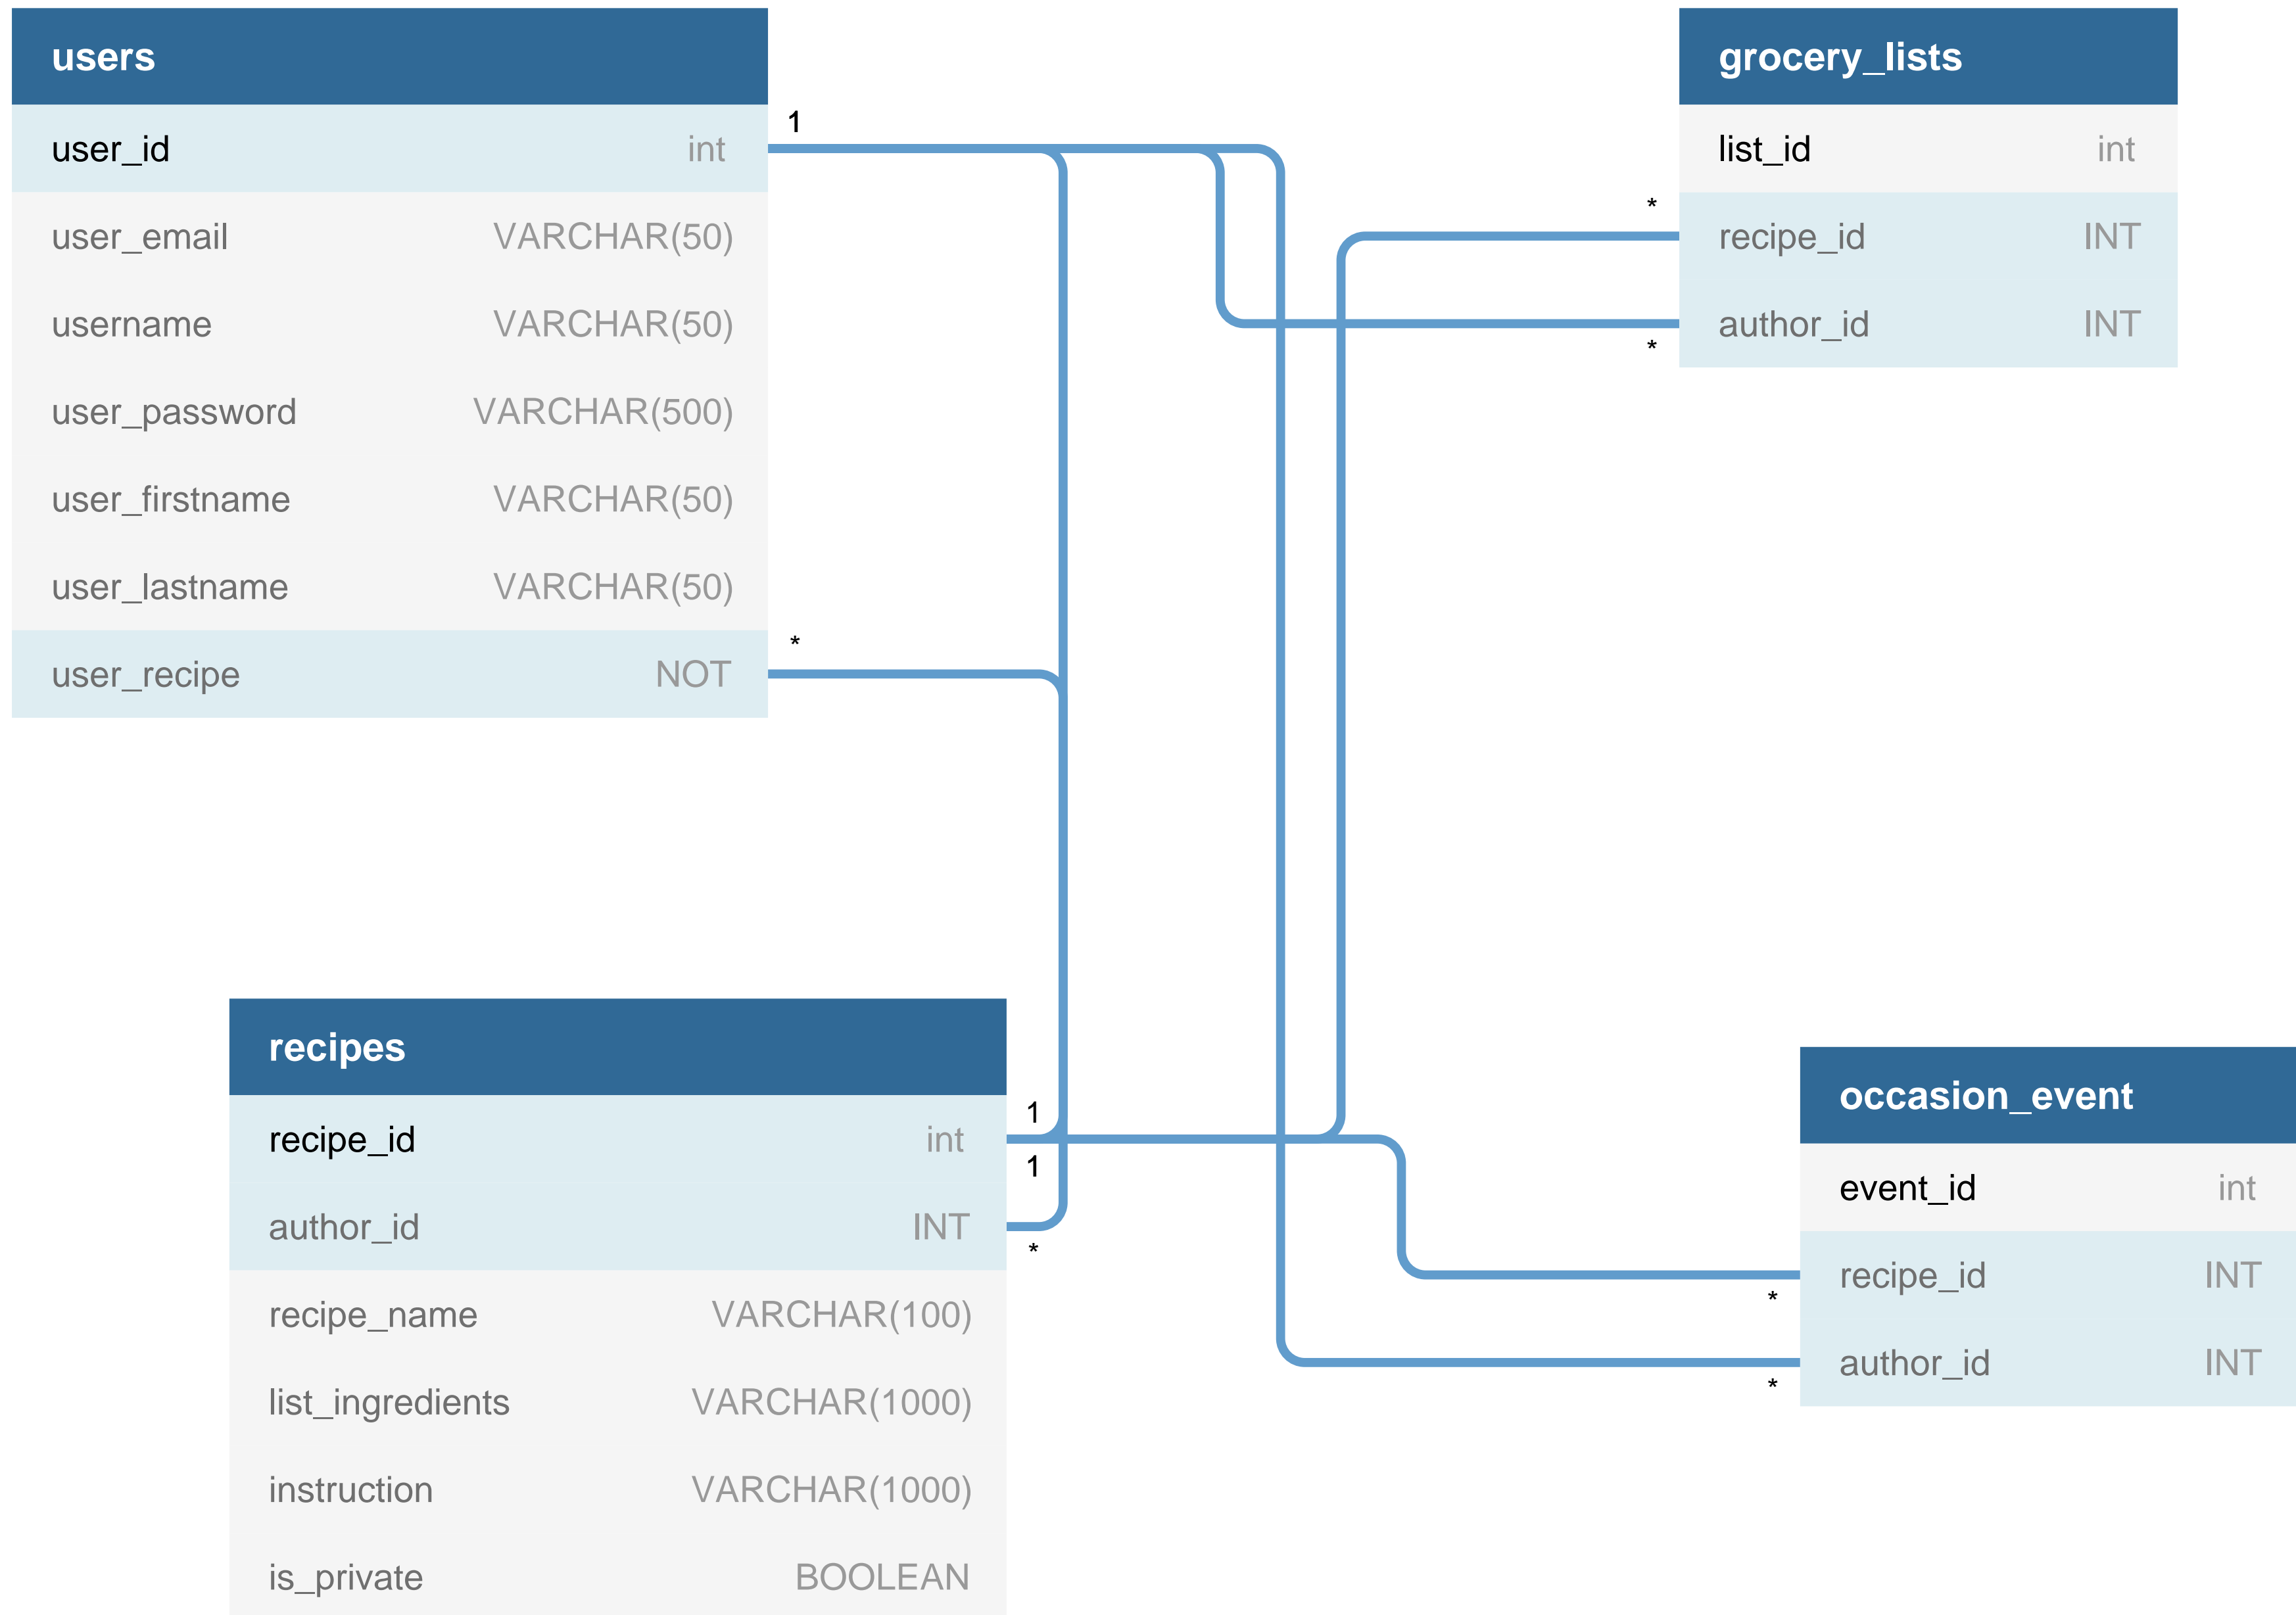 users
user_id int
user_email VARCHAR(50)
username VARCHAR(50)
user_password VARCHAR(500)
user_firstname VARCHAR(50)
user_lastname VARCHAR(50)
user_recipe NOT
1
*
grocery_lists
list_id int
recipe_id INT
author_id INT
*
*
recipes
recipe_id int
author_id INT
recipe_name VARCHAR(100)
list_ingredients VARCHAR(1000)
instruction VARCHAR(1000)
is_private BOOLEAN
1
1
*
occasion_event
event_id int
recipe_id INT
author_id INT
*
*